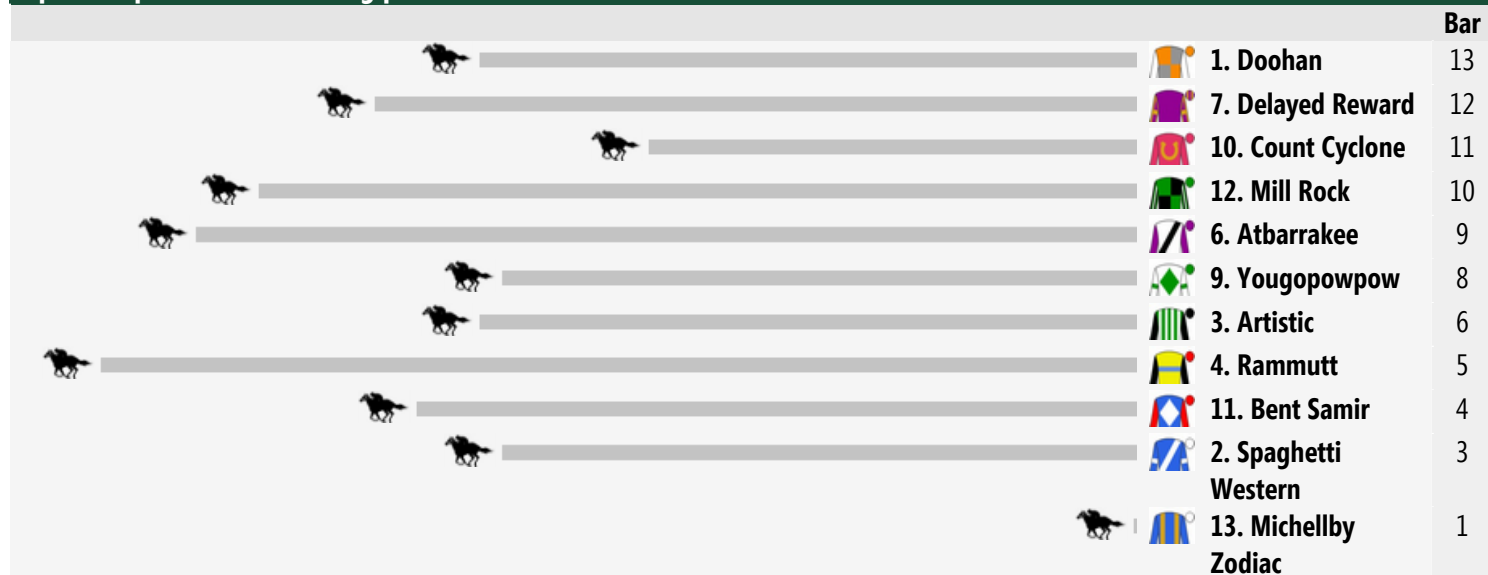 Bar
1. Doohan 13
7. Delayed Reward 12
10. Count Cyclone 11
12. Mill Rock 10
6. Atbarrakee 9
9. Yougopowpow 8
3. Artistic 6
4. Rammutt 5
11. Bent Samir 4
2. Spaghetti 3
Western
13. Michellby 1
Zodiac